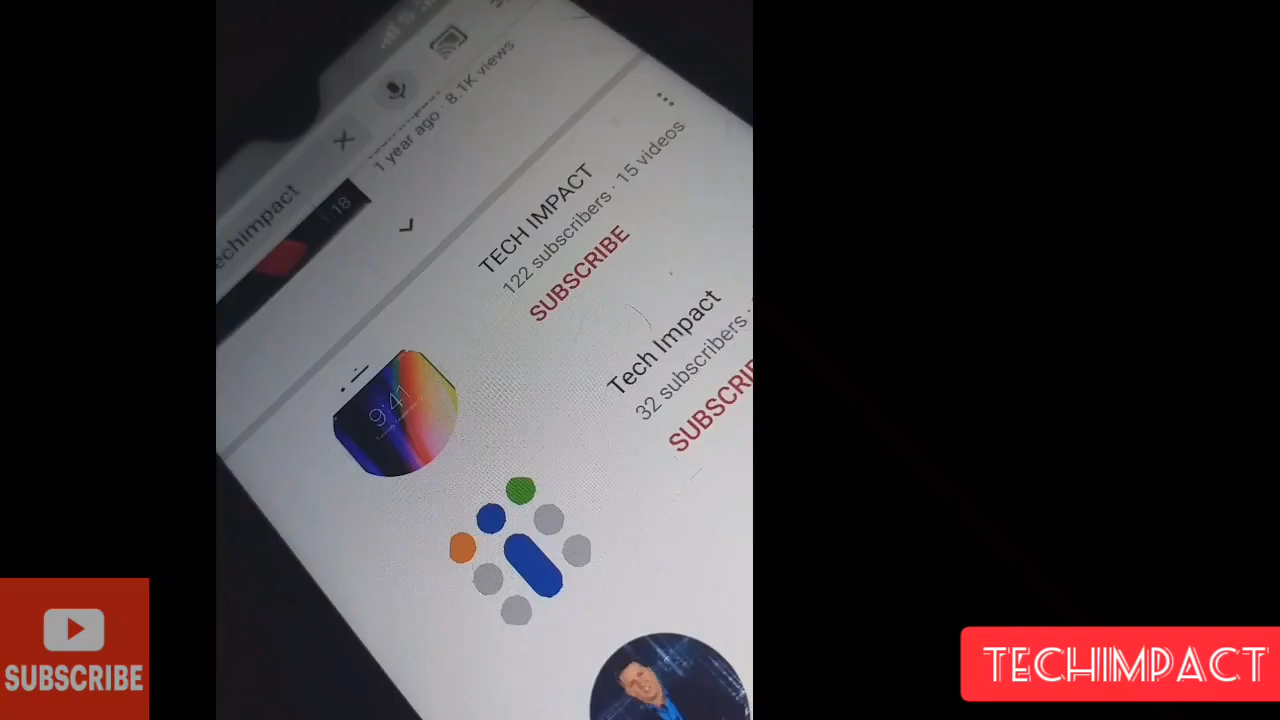 echimpact
1 year ago · 8.1K views
:18
TECH IMPACT
122 subscribers · 15 videos
SUBSCRIBE
9:41
Tech Impact
32 subscribers ·
SUBSCRIB
SUBSCRIBE
TECHIMPACT